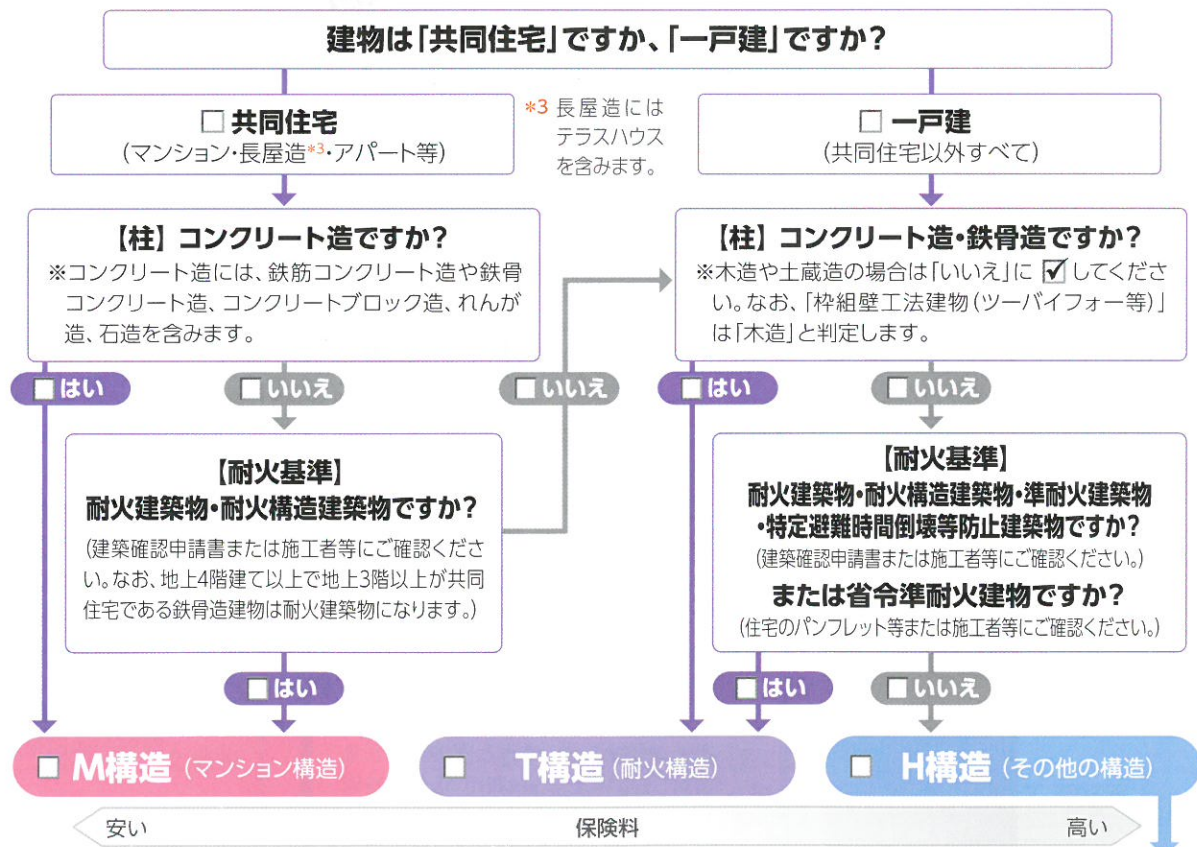 建物は「共同住宅」ですか、「一戸建」ですか?
□ 共同住宅
(マンション・長屋造*3・アパート等)
*3 長屋造には
テラスハウス
を含みます。
□ 一戸建
(共同住宅以外すべて)
【柱】コンクリート造ですか?
※コンクリート造には、鉄筋コンクリート造や鉄骨
コンクリート造、コンクリートブロック造、れんが
造、石造を含みます。
【柱】コンクリート造・鉄骨造ですか?
※木造や土蔵造の場合は「いいえ」に☑してくださ
い。なお、「枠組壁工法建物(ツーバイフォー等)」
は「木造」と判定します。
□はい
□いいえ
□いいえ
□はい
□いいえ
【耐火基準】
耐火建築物・耐火構造建築物ですか?
(建築確認申請書または施工者等にご確認くださ
い。なお、地上4階建て以上で地上3階以上が共同
住宅である鉄骨造建物は耐火建築物になります。)
【耐火基準】
耐火建築物・耐火構造建築物・準耐火建築物
・特定避難時間倒壊等防止建築物ですか?
(建築確認申請書または施工者等にご確認ください。)
または省令準耐火建物ですか?
(住宅のパンフレット等または施工者等にご確認ください。)
□はい
□はい
□いいえ
□ M構造(マンション構造)
□ T構造(耐火構造)
□ H構造(その他の構造)
安い
保険料
高い